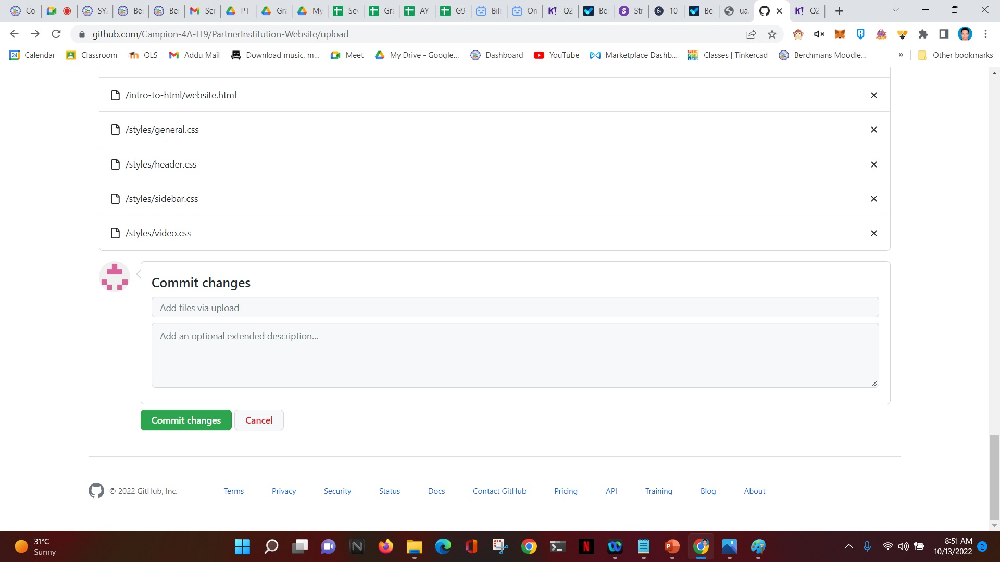 Co
SY
Be
Be
Se
PT
Gra
My
Se
Gra
AY
G9
Bili
On
K! Q2
Be
Str
10
Be
ua
K! Q2
github.com/Campion-4A-IT9/PartnerInstitution-Website/upload
24 Calendar
Classroom
OLS
Addu Mail
Download music, m...
Meet
My Drive - Google...
Dashboard
YouTube
Marketplace Dashb...
Classes | Tinkercad
Berchmans Moodle...
»
Other bookmarks
/intro-to-html/website.html
/styles/general.css
/styles/header.css
/styles/sidebar.css
/styles/video.css
Commit changes
Add files via upload
Add an optional extended description...
Commit changes
Cancel
© 2022 GitHub, Inc.
Terms
Privacy
Security
Status
Docs
Contact GitHub
Pricing
API
Training
Blog
About
31°C
Sunny
8:51 AM
10/13/2022
2